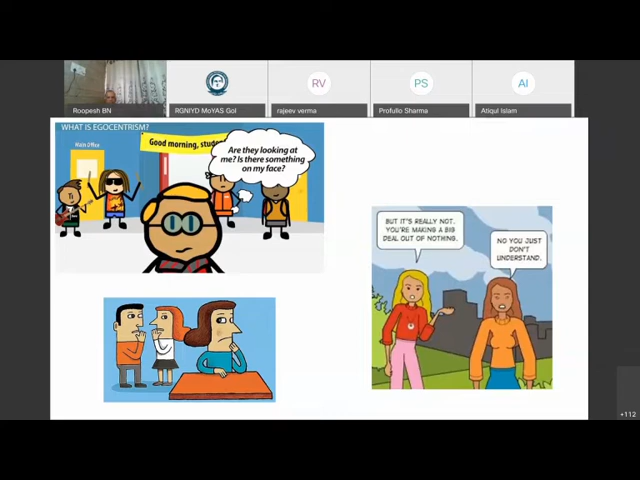 RV
PS
AI
Roopesh BN
RGNIYD MoYAS GoI
rajeev verma
Profullo Sharma
Atiqul Islam
WHAT IS EGOCENTRISM?
Main Office
Good morning, stude
Are they looking at
me? Is there something
on my face?
BUT IT'S REALLY NOT.
YOU'RE MAKING A BIG
DEAL OUT OF NOTHING.
NO YOU JUST
DON'T
UNDERSTAND.
+112